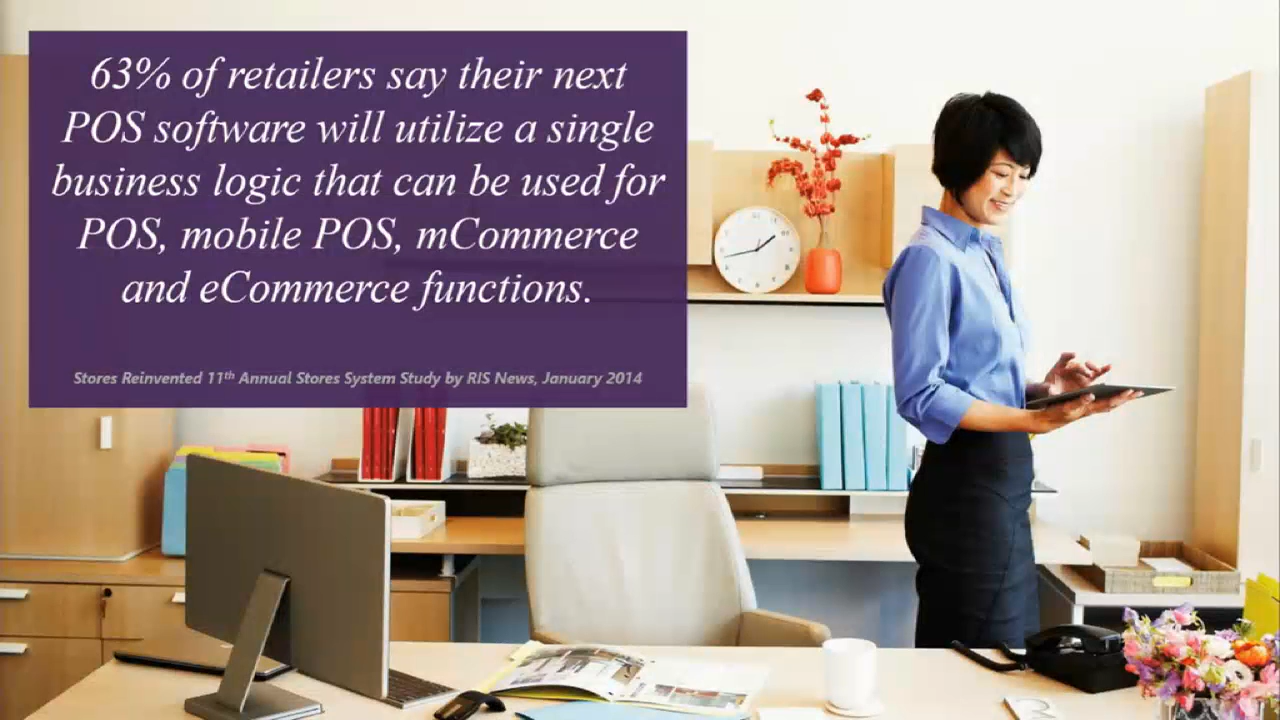 63% of retailers say their next
POS software will utilize a single
business logic that can be used for
POS, mobile POS, mCommerce
and eCommerce functions.
Stores Reinvented 11th Annual Stores System Study by RIS News, January 2014